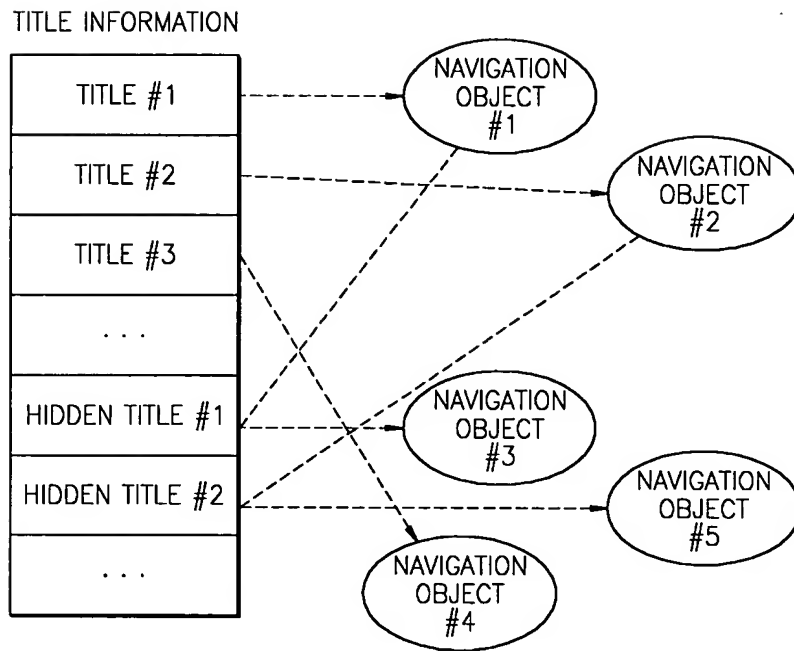 TITLE INFORMATION
TITLE #1
TITLE #2
TITLE #3
...
HIDDEN TITLE #1
HIDDEN TITLE #2
...
NAVIGATION
OBJECT
#1
NAVIGATION
OBJECT
#2
NAVIGATION
OBJECT
#3
NAVIGATION
OBJECT
#5
NAVIGATION
OBJECT
#4